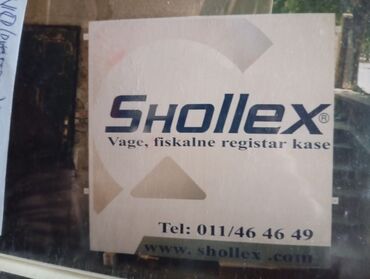 Shollex®
Vage, fiskalne registar kase
Tel: 011/46 46 49
www. shollex .com